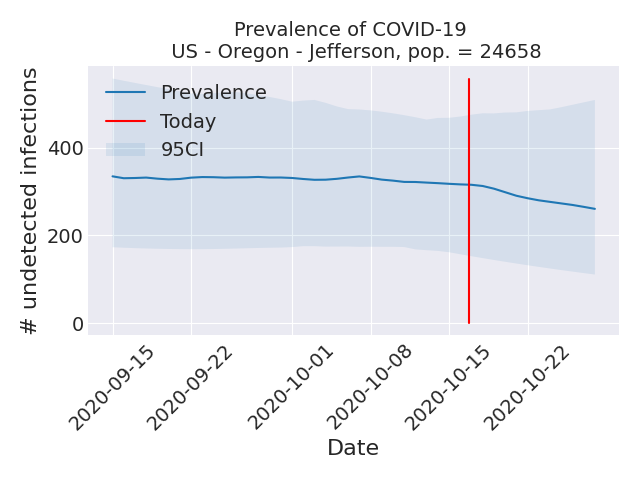 Prevalence of COVID-19
US - Oregon - Jefferson, pop. = 24658
# undetected infections
400
200
0
Prevalence
Today
95CI
2020-09-15
2020-09-22
2020-10-01
2020-10-08
2020-10-15
2020-10-22
Date